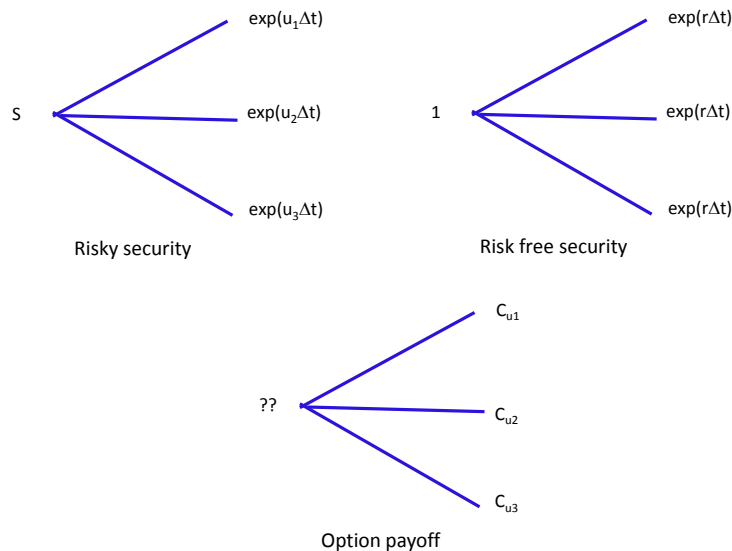 exp(u₁Δt)
S
exp(u₂Δt)
exp(u₃Δt)
Risky security
exp(rΔt)
1
exp(rΔt)
exp(rΔt)
Risk free security
Cᵤ₁
??
Cᵤ₂
Cᵤ₃
Option payoff